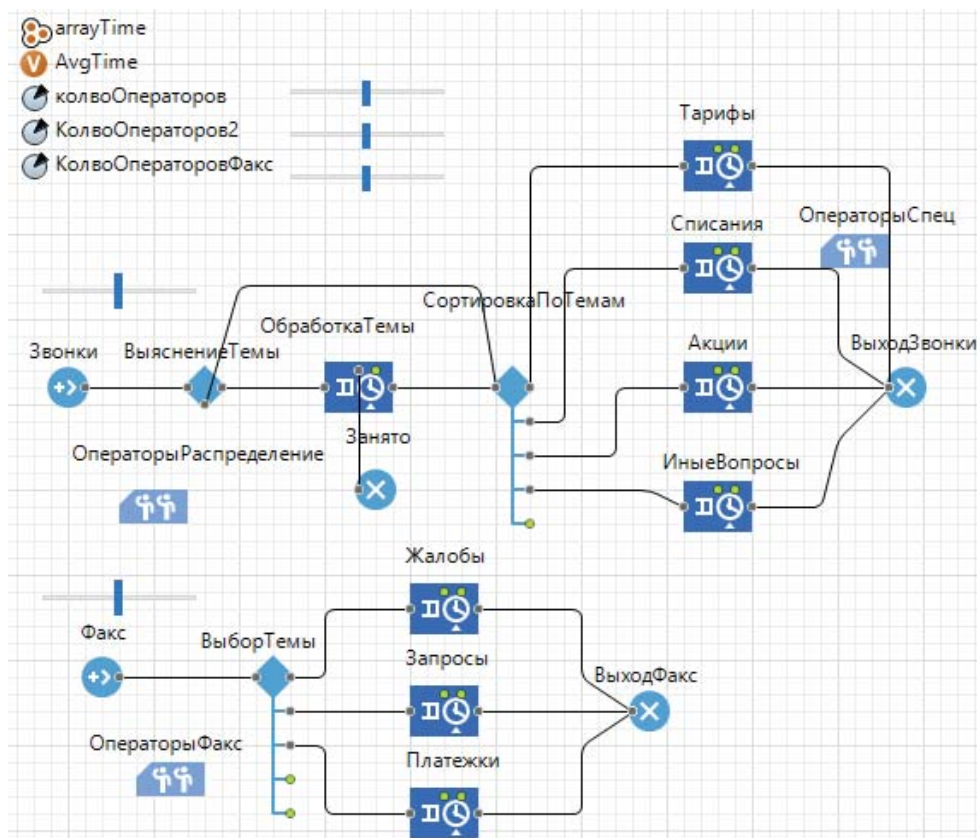 arrayTime
AvgTime
колвоОператоров
КолвоОператоров2
КолвоОператоровФакс
Тарифы
Списания
ОператорыСпец
СортировкаПоТемам
ОбработкаТемы
Звонки
ВыяснениеТемы
Акции
ВыходЗвонки
Занято
ОператорыРаспределение
ИныеВопросы
Жалобы
Факс
ВыборТемы
Запросы
ВыходФакс
ОператорыФакс
Платежки